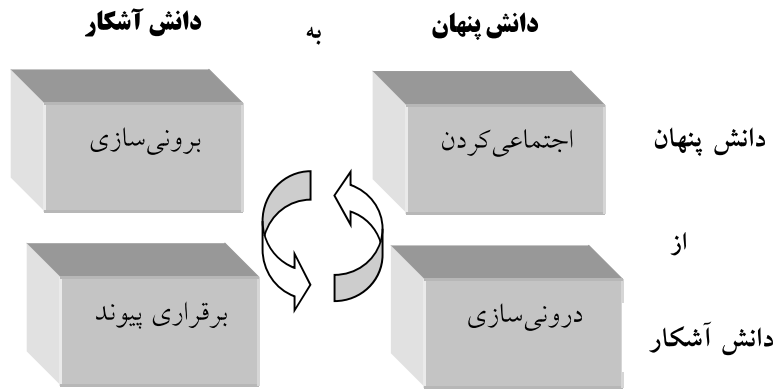 دانش پنهان به دانش آشکار
دانش پنهان
اجتماعی‌کردن
برونی‌سازی
از
دانش آشکار
درونی‌سازی
برقراری پیوند